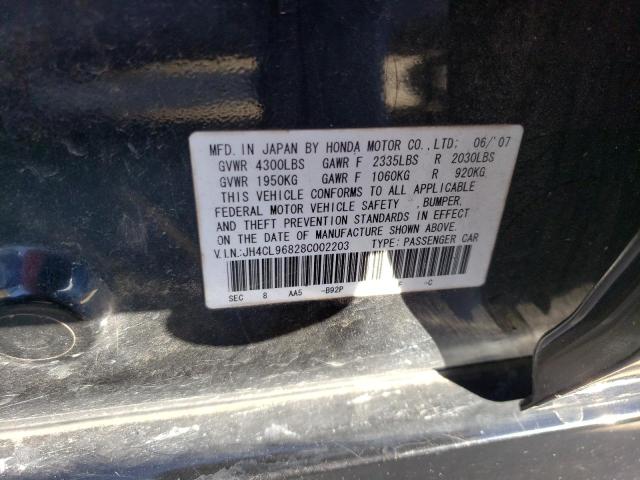 MFD. IN JAPAN BY HONDA MOTOR CO.,LTD: 06/'07
GVWR 4300LBS GAWR F 2335LBS R 2030LBS
GVWR 1950KG GAWR F 1060KG R 920KG
THIS VEHICLE CONFORMS TO ALL APPLICABLE
FEDERAL MOTOR VEHICLE SAFETY , BUMPER,
AND THEFT PREVENTION STANDARDS IN EFFECT
ON THE DATE OF MANUFACTURE SHOWN ABOVE.
V.I.N.:JH4CL96828C002203 TYPE: PASSENGER CAR
SEC 8 AA5 -B92P F -C